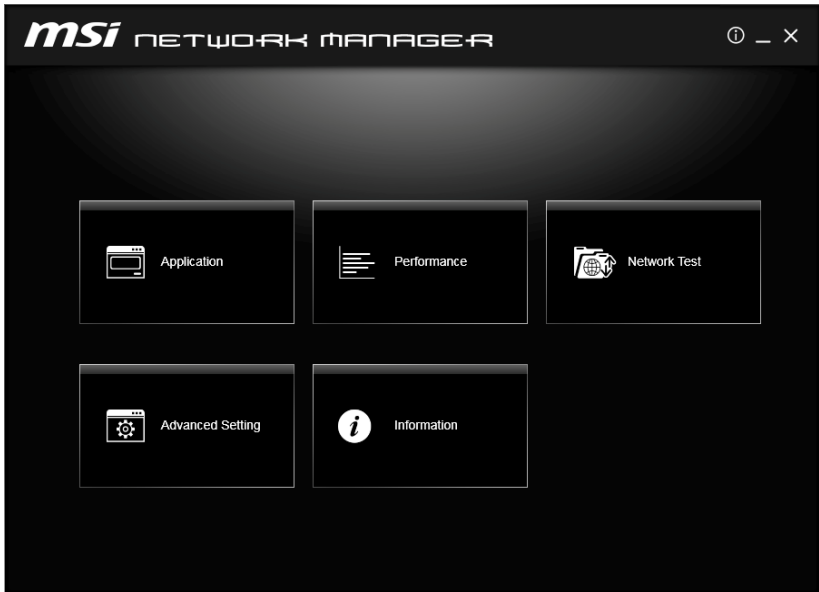 msi NETWORK MANAGER
Application
Performance
Network Test
Advanced Setting
Information